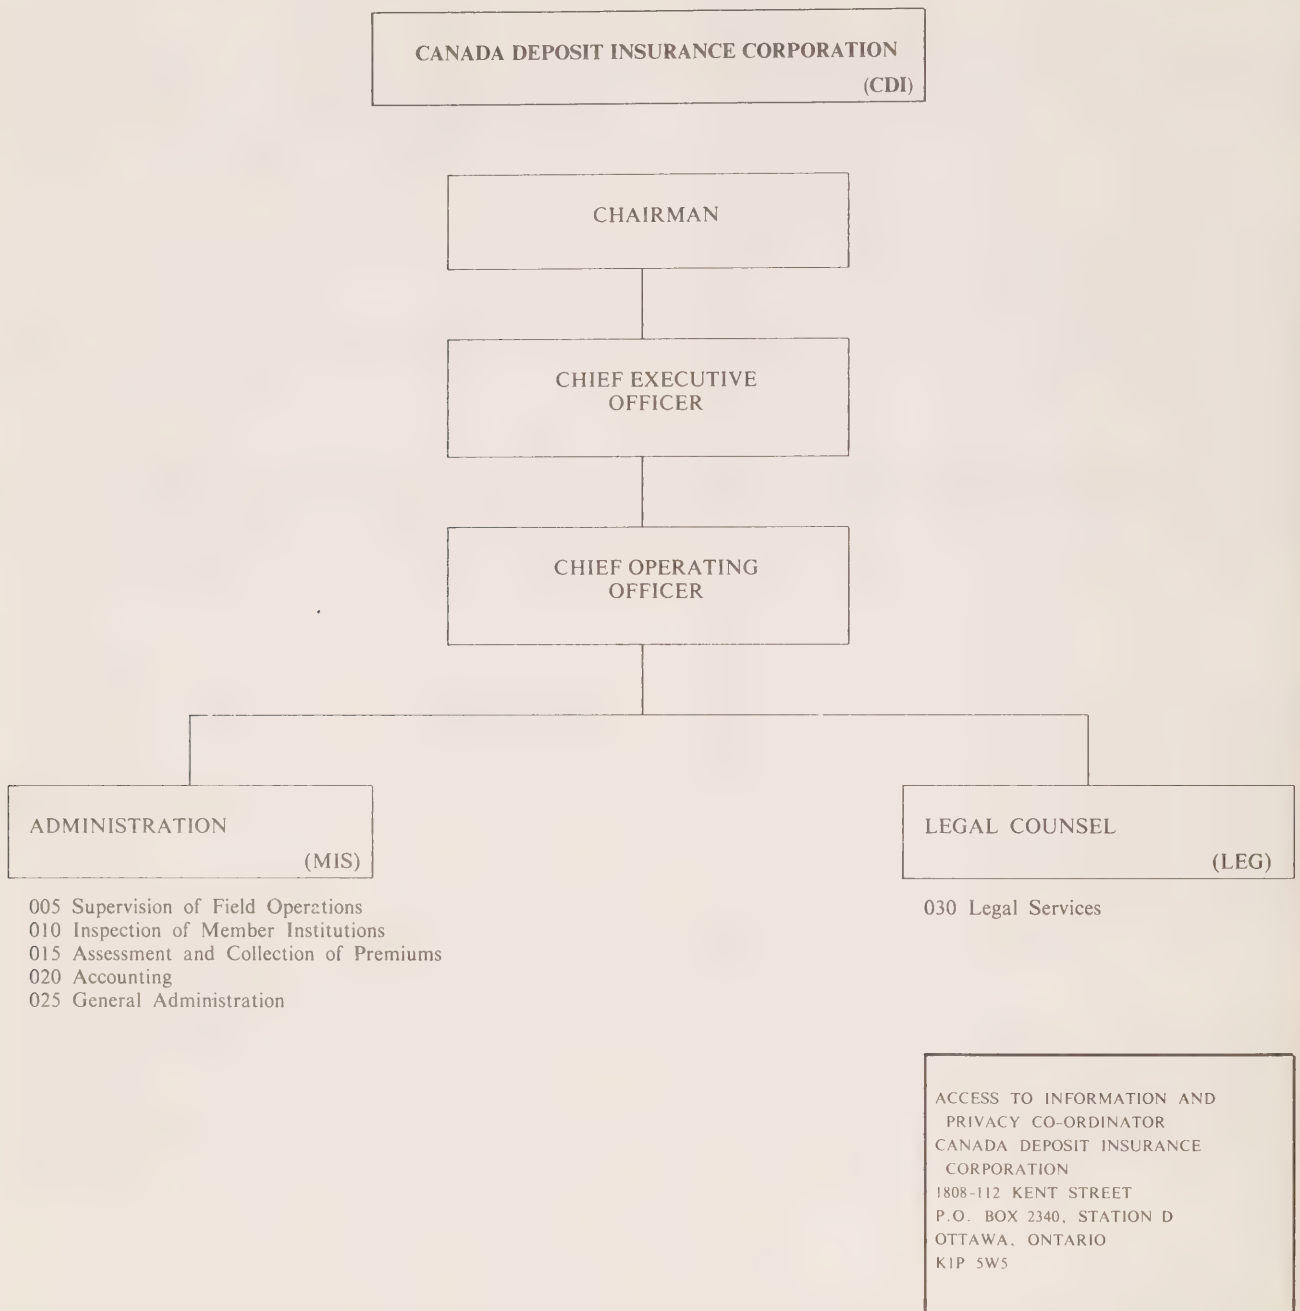 CANADA DEPOSIT INSURANCE CORPORATION
(CDI)
CHAIRMAN
CHIEF EXECUTIVE
OFFICER
CHIEF OPERATING
OFFICER
ADMINISTRATION
(MIS)
005 Supervision of Field Operations
010 Inspection of Member Institutions
015 Assessment and Collection of Premiums
020 Accounting
025 General Administration
LEGAL COUNSEL
(LEG)
030 Legal Services
ACCESS TO INFORMATION AND
PRIVACY CO-ORDINATOR
CANADA DEPOSIT INSURANCE
CORPORATION
1808-112 KENT STREET
P.O. BOX 2340, STATION D
OTTAWA, ONTARIO
K1P 5W5